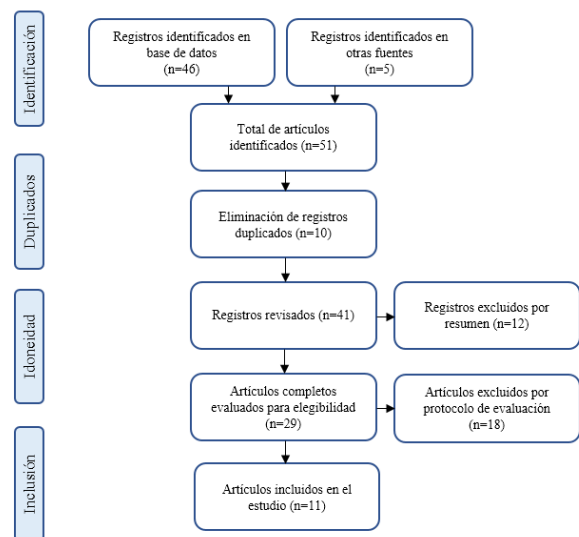 Identificación
Registros identificados en
base de datos
(n=46)
Registros identificados en
otras fuentes
(n=5)
Total de artículos
identificados (n=51)
Duplicados
Eliminación de registros
duplicados (n=10)
Idoneidad
Registros revisados (n=41)
Registros excluidos por
resumen (n=12)
Artículos completos
evaluados para elegibilidad
(n=29)
Artículos excluidos por
protocolo de evaluación
(n=18)
Inclusión
Artículos incluidos en el
estudio (n=11)